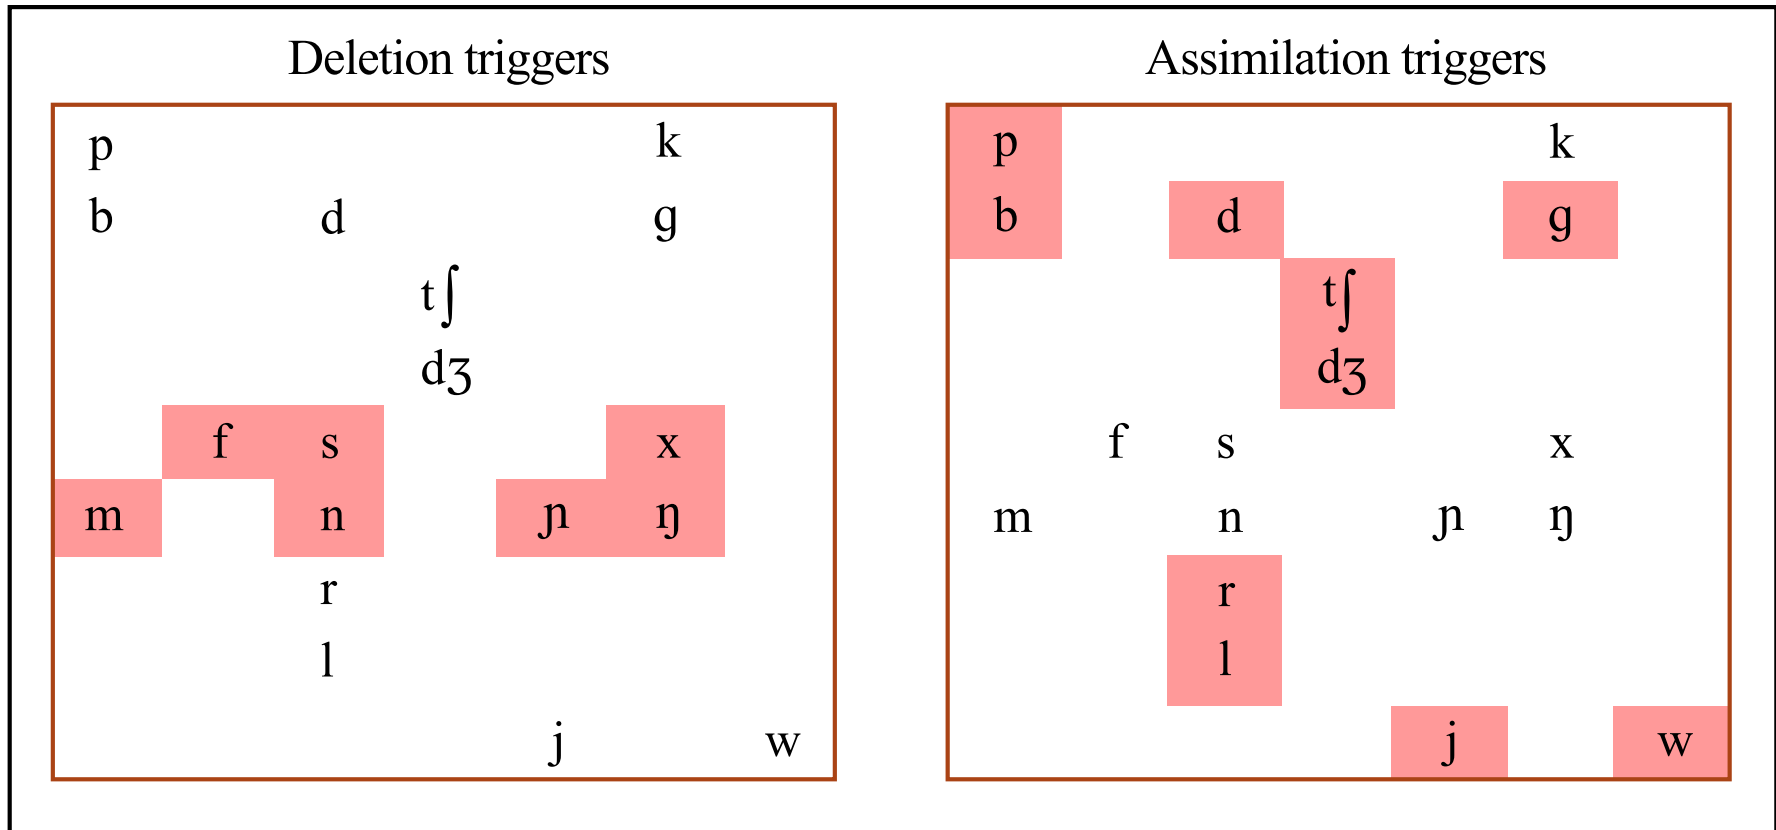 Deletion triggers
p k
b d ɡ
tʃ
dʒ
f s x
m n ɲ ŋ
r
l
j w
Assimilation triggers
p k
b d ɡ
tʃ
dʒ
f s x
m n ɲ ŋ
r
l
j w